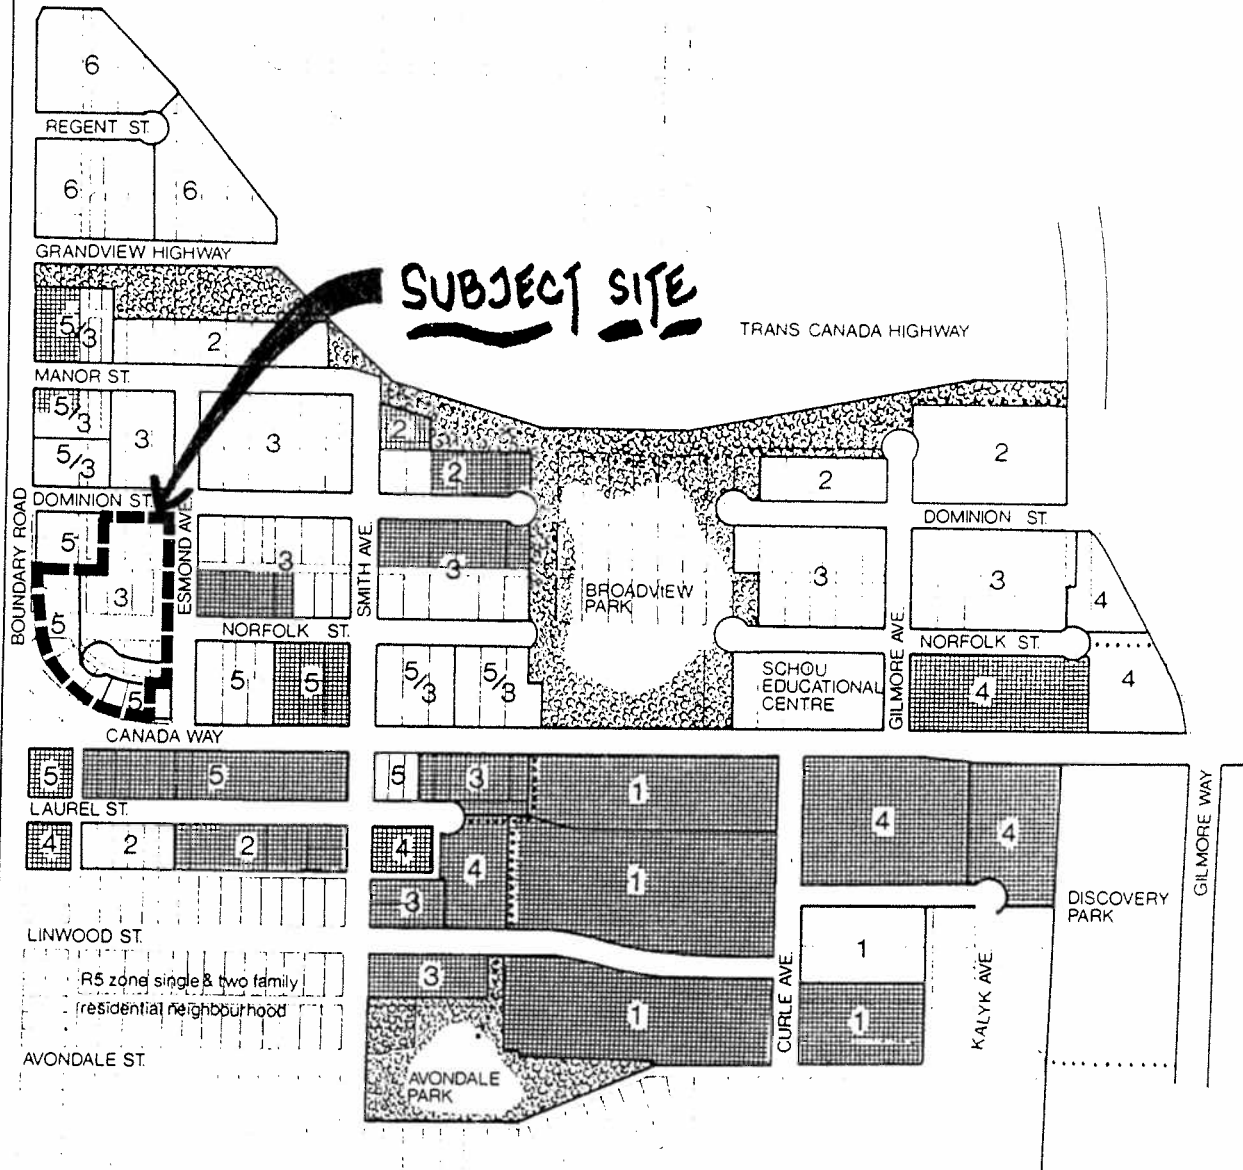 6
REGENT ST.
6
6
GRANDVIEW HIGHWAY
SUBJECT SITE
TRANS CANADA HIGHWAY
5/3
2
MANOR ST.
5/3
3
3
2
2
2
5/3
2
DOMINION ST.
DOMINION ST.
BOUNDARY ROAD
5
3
ESMOND AVE.
3
SMITH AVE.
3
BROADVIEW
PARK
3
3
4
5
NORFOLK ST.
GILMORE AVE.
NORFOLK ST.
5
5
5
5/3
5/3
SCHOU
EDUCATIONAL
CENTRE
4
4
CANADA WAY
5
5
5
3
1
4
4
GILMORE WAY
LAUREL ST.
4
2
2
4
4
1
3
DISCOVERY
PARK
LINWOOD ST.
1
CURLE AVE.
KALYK AVE.
R5 zone single & two family
residential neighbourhood
3
1
1
AVONDALE ST.
AVONDALE
PARK